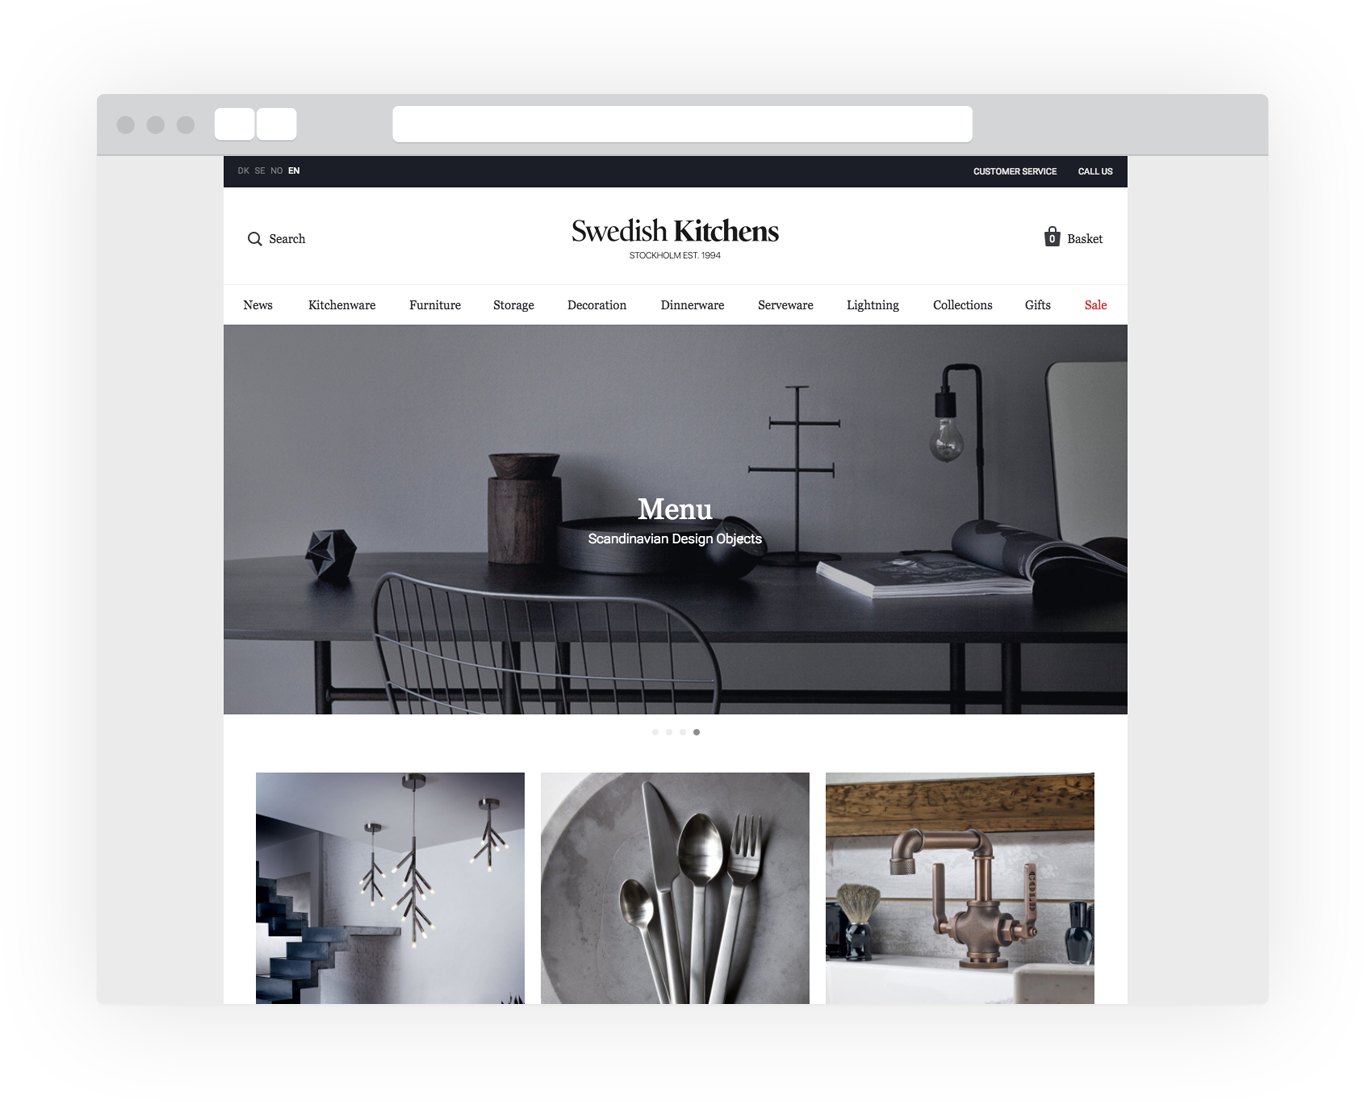 DK SE NO EN
CUSTOMER SERVICE CALL US
Search
Swedish Kitchens
STOCKHOLM EST. 1994
0 Basket
News Kitchenware Furniture Storage Decoration Dinnerware Serveware Lightning Collections Gifts Sale
Menu
Scandinavian Design Objects